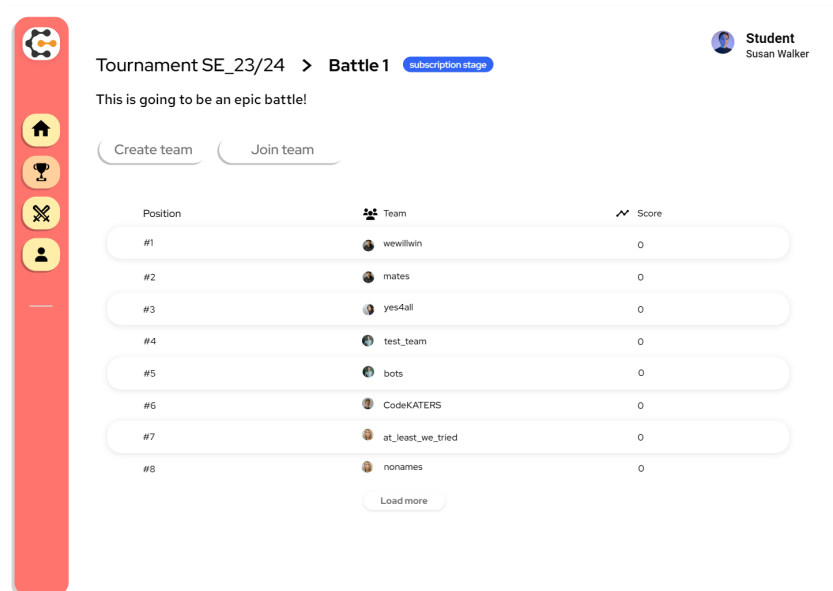 Student
Susan Walker
Tournament SE_23/24 > Battle 1 subscription stage
This is going to be an epic battle!
Create team Join team
Position Team Score
#1 wewillwin 0
#2 mates 0
#3 yes4all 0
#4 test_team 0
#5 bots 0
#6 CodeKATERS 0
#7 at_least_we_tried 0
#8 nonames 0
Load more